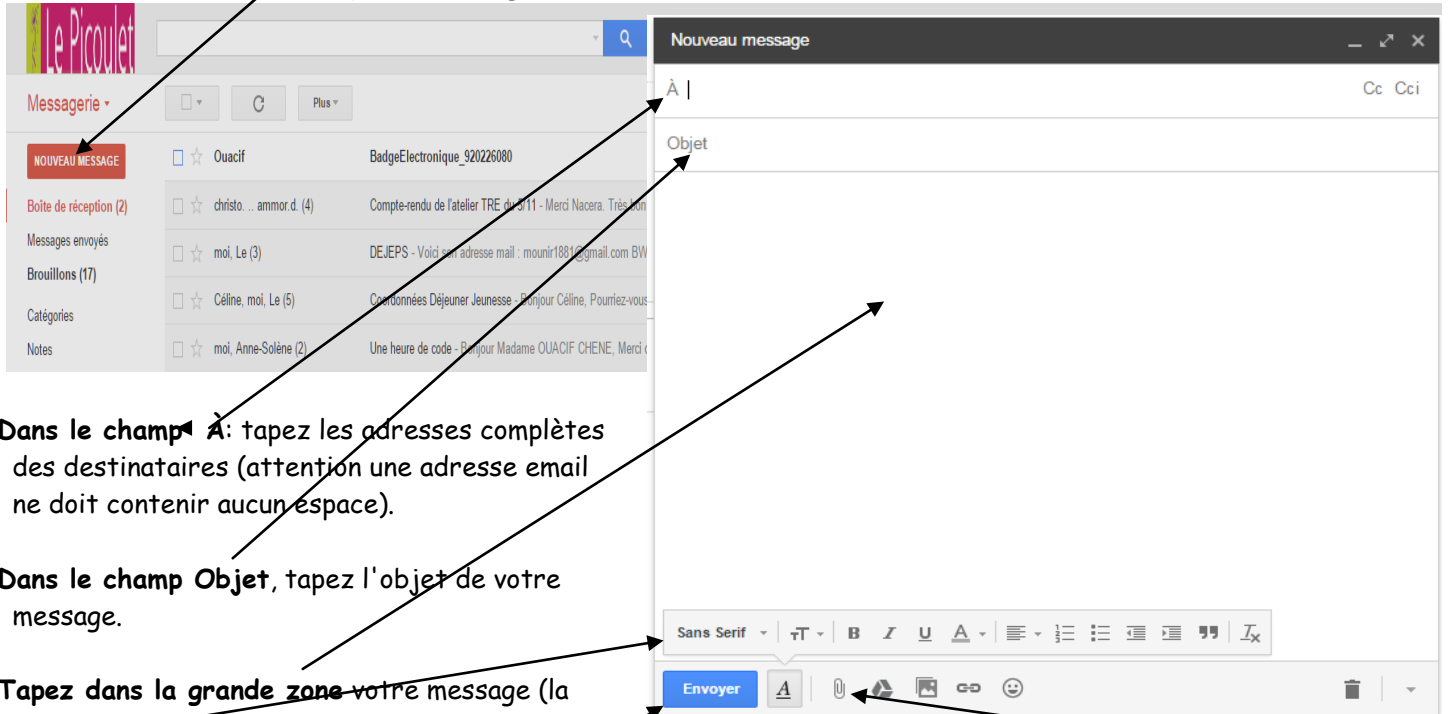 Le Picoulet
Messagerie
Plus
NOUVEAU MESSAGE
Ouacif BadgeElectronique_920226080
Boîte de réception (2)
christo. .. ammor.d. (4) Compte-rendu de l'atelier TRE du 5/11 - Merci Nacera. Très bon
Messages envoyés
moi, Le (3) DEJEPS - Voici son adresse mail : mounir1881@gmail.com BW
Brouillons (17)
Céline, moi, Le (5) Coordonnées Déjeuner Jeunesse - Bonjour Céline, Pourriez-vous
Catégories
Notes
moi, Anne-Solène (2) Une heure de code - Bonjour Madame OUACIF CHENE, Merci
Nouveau message
À Cc Cci
Objet
Dans le champ À: tapez les adresses complètes
des destinataires (attention une adresse email
ne doit contenir aucun espace).
Dans le champ Objet, tapez l'objet de votre
message.
Tapez dans la grande zone votre message (la
Sans Serif
Envoyer